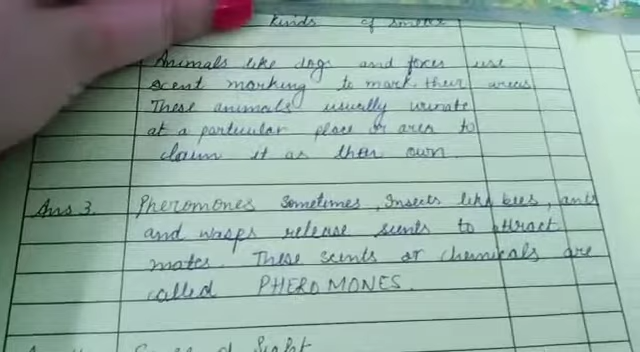 kinds of smoke
Animals like dogs and foxes use
scent marking to mark their areas
These animals usually urinate
at a particular place or area to
claim it as their own.
Ans 3. Pheromones Sometimes, Insects like bees, ants
and wasps release scents to attract
mates. These scents or chemicals are
called PHEROMONES.
Sense of sight